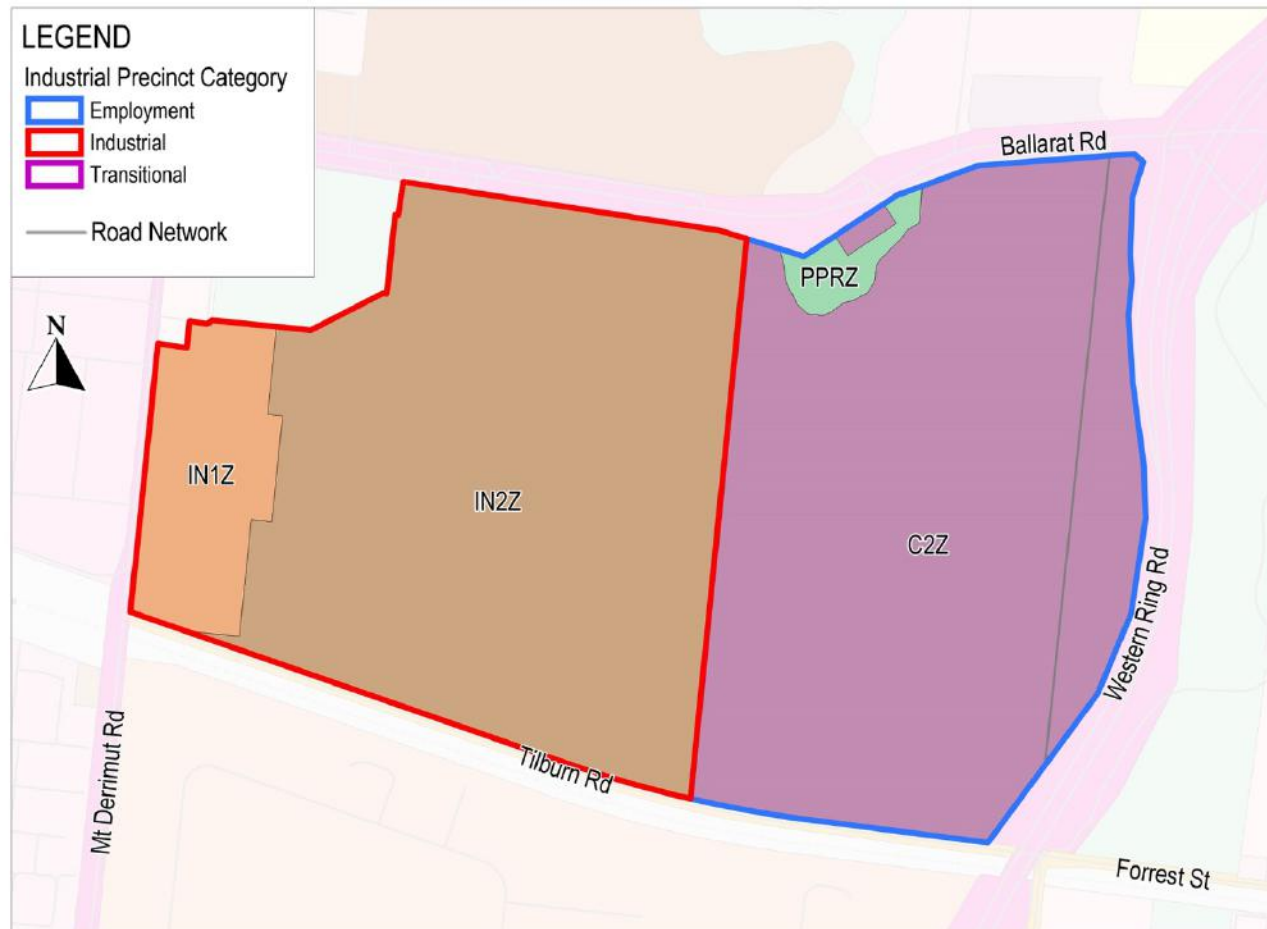 LEGEND
Industrial Precinct Category
Employment
Industrial
Transitional
Road Network
N
Ballarat Rd
PPRZ
IN1Z
IN2Z
C2Z
Western Ring Rd
Tilburn Rd
Mt Derrimut Rd
Forrest St